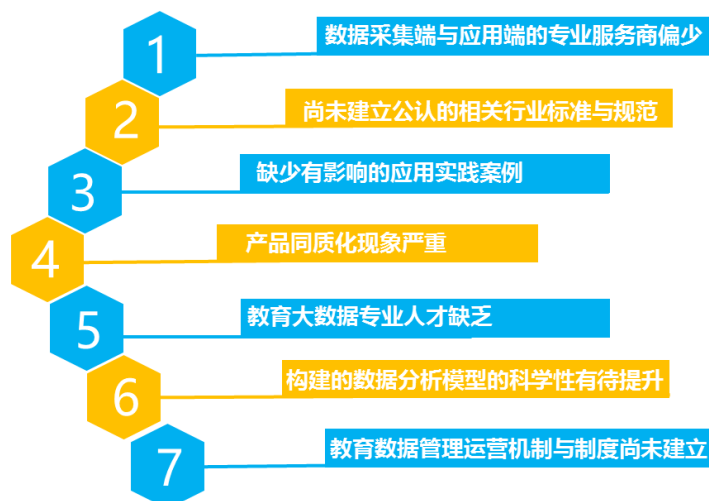 1
数据采集端与应用端的专业服务商偏少
2
尚未建立公认的相关行业标准与规范
3
缺少有影响的应用实践案例
4
产品同质化现象严重
5
教育大数据专业人才缺乏
6
构建的数据分析模型的科学性有待提升
7
教育数据管理运营机制与制度尚未建立